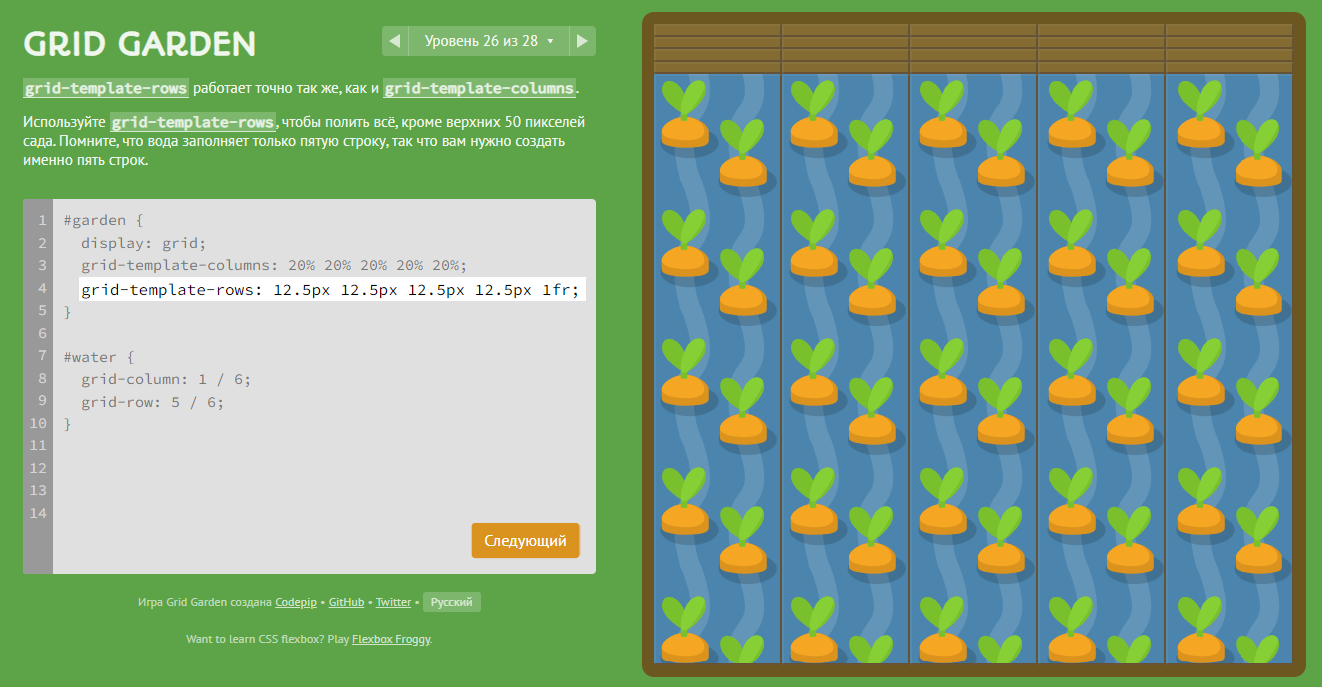 GRID GARDEN
Уровень 26 из 28
grid-template-rows работает точно так же, как и grid-template-columns.
Используйте grid-template-rows, чтобы полить всё, кроме верхних 50 пикселей
сада. Помните, что вода заполняет только пятую строку, так что вам нужно создать
именно пять строк.
1 #garden {
2 display: grid;
3 grid-template-columns: 20% 20% 20% 20% 20%;
4 grid-template-rows: 12.5px 12.5px 12.5px 12.5px 1fr;
5 }
6
7 #water {
8 grid-column: 1 / 6;
9 grid-row: 5 / 6;
10 }
11
12
13
14
Следующий
Игра Grid Garden создана Codepip • GitHub • Twitter • Русский
Want to learn CSS flexbox? Play Flexbox Froggy.